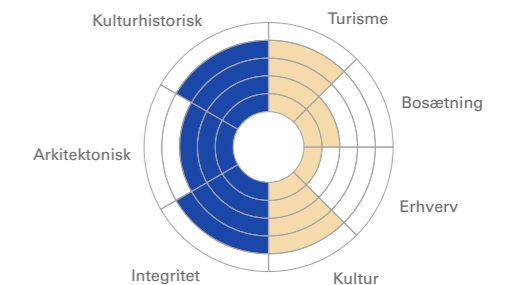 Kulturhistorisk
Turisme
Bosætning
Arkitektonisk
Erhverv
Integritet
Kultur